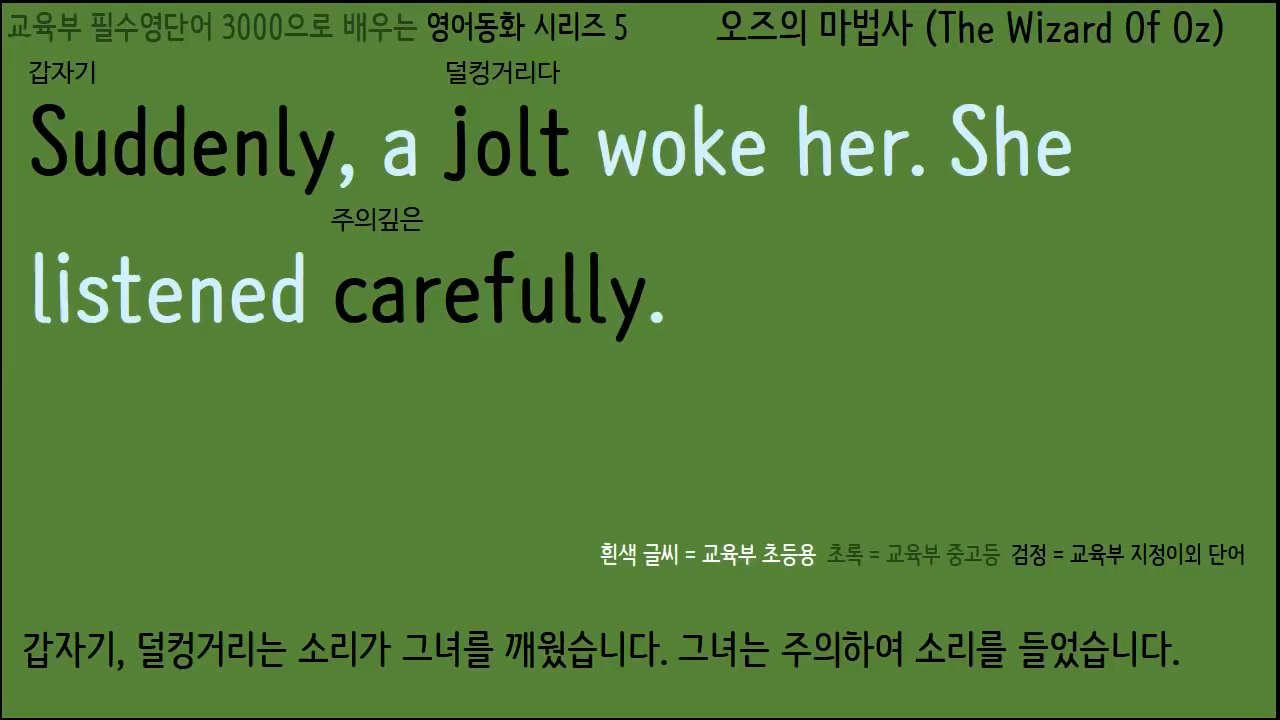 교육부 필수영단어 3000으로 배우는 영어동화 시리즈 5 오즈의 마법사 (The Wizard Of Oz)
갑자기 덜컹거리다
Suddenly, a jolt woke her. She
주의깊은
listened carefully.
흰색 글씨 = 교육부 초등용 초록 = 교육부 중고등 검정 = 교육부 지정이외 단어
갑자기, 덜컹거리는 소리가 그녀를 깨웠습니다. 그녀는 주의하여 소리를 들었습니다.